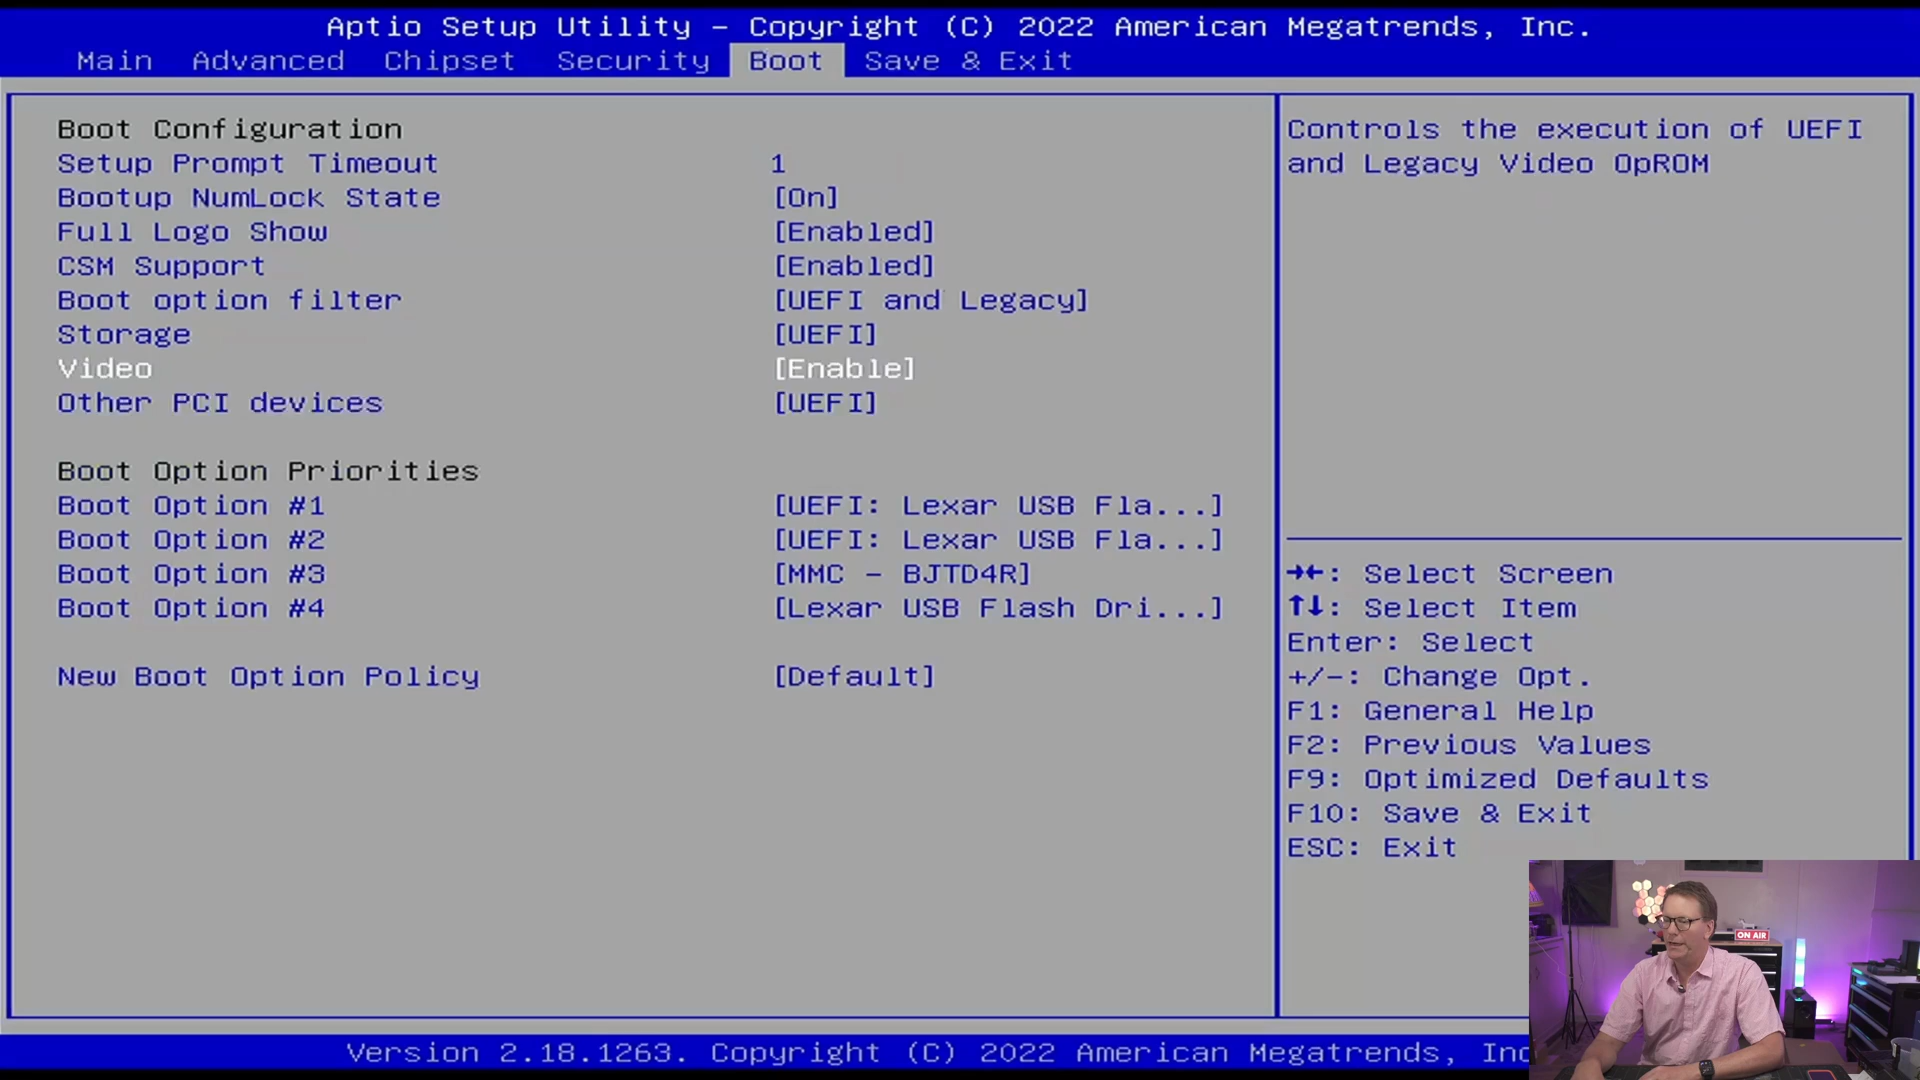 Aptio Setup Utility – Copyright (C) 2022 American Megatrends, Inc.
Main Advanced Chipset Security Boot Save & Exit
Boot Configuration
Setup Prompt Timeout 1
Bootup NumLock State [On]
Full Logo Show [Enabled]
CSM Support [Enabled]
Boot option filter [UEFI and Legacy]
Storage [UEFI]
Video [Enable]
Other PCI devices [UEFI]
Boot Option Priorities
Boot Option #1 [UEFI: Lexar USB Fla...]
Boot Option #2 [UEFI: Lexar USB Fla...]
Boot Option #3 [MMC – BJTD4R]
Boot Option #4 [Lexar USB Flash Dri...]
New Boot Option Policy [Default]
Controls the execution of UEFI
and Legacy Video OpROM
→←: Select Screen
↑↓: Select Item
Enter: Select
+/-: Change Opt.
F1: General Help
F2: Previous Values
F9: Optimized Defaults
F10: Save & Exit
ESC: Exit
ON AIR
Version 2.18.1263. Copyright (C) 2022 American Megatrends, Inc